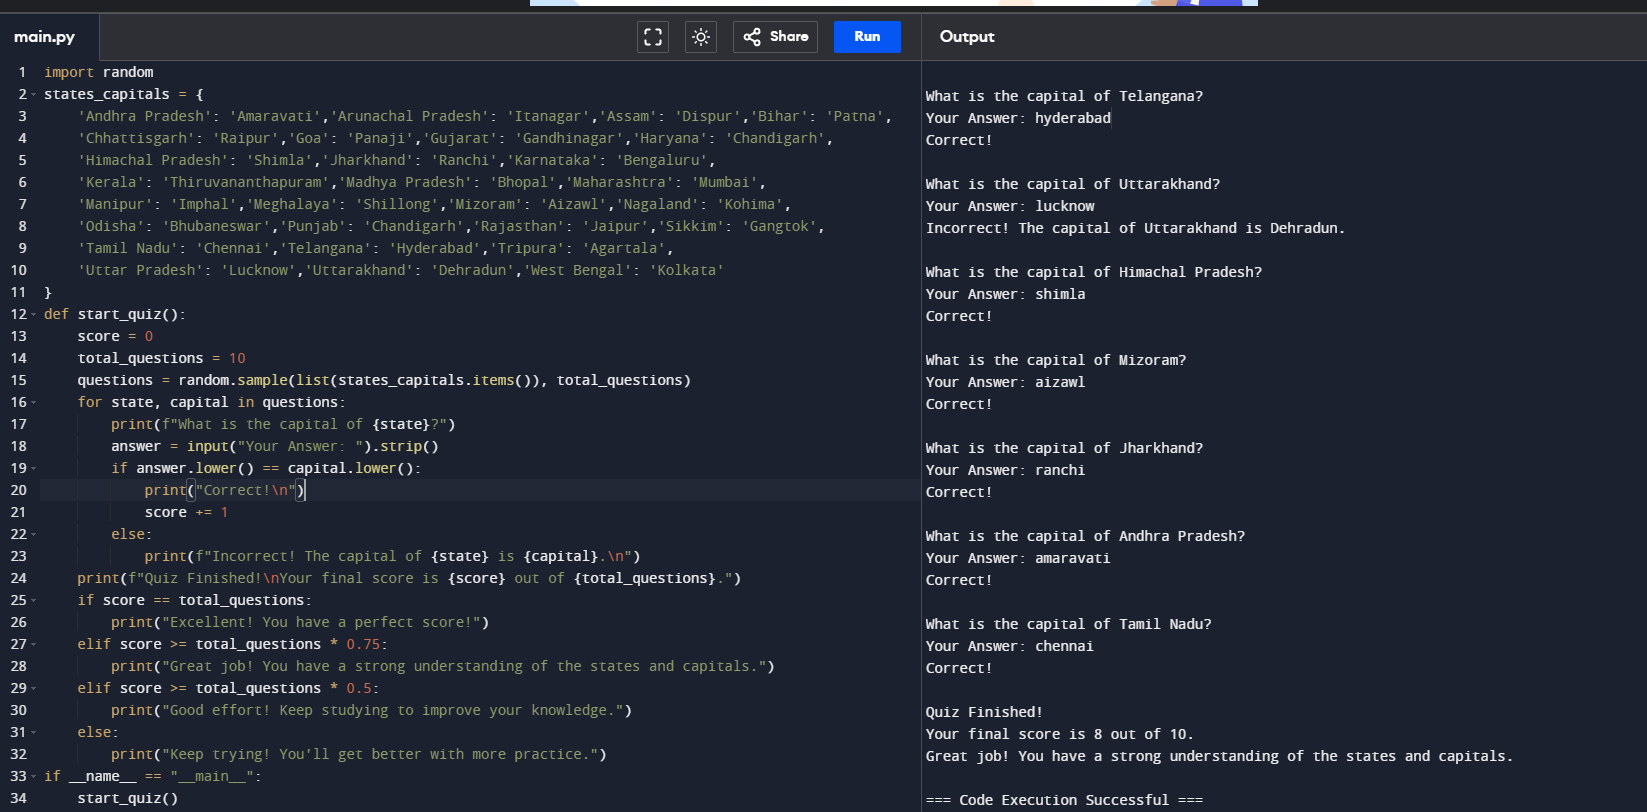 main.py
Share
Run
Output
1 import random
2 states_capitals = {
3 'Andhra Pradesh': 'Amaravati','Arunachal Pradesh': 'Itanagar','Assam': 'Dispur','Bihar': 'Patna',
4 'Chhattisgarh': 'Raipur','Goa': 'Panaji','Gujarat': 'Gandhinagar','Haryana': 'Chandigarh',
5 'Himachal Pradesh': 'Shimla','Jharkhand': 'Ranchi','Karnataka': 'Bengaluru',
6 'Kerala': 'Thiruvananthapuram','Madhya Pradesh': 'Bhopal','Maharashtra': 'Mumbai',
7 'Manipur': 'Imphal','Meghalaya': 'Shillong','Mizoram': 'Aizawl','Nagaland': 'Kohima',
8 'Odisha': 'Bhubaneswar','Punjab': 'Chandigarh','Rajasthan': 'Jaipur','Sikkim': 'Gangtok',
9 'Tamil Nadu': 'Chennai','Telangana': 'Hyderabad','Tripura': 'Agartala',
10 'Uttar Pradesh': 'Lucknow','Uttarakhand': 'Dehradun','West Bengal': 'Kolkata'
11 }
12 def start_quiz():
13 score = 0
14 total_questions = 10
15 questions = random.sample(list(states_capitals.items()), total_questions)
16 for state, capital in questions:
17 print(f"What is the capital of {state}?")
18 answer = input("Your Answer: ").strip()
19 if answer.lower() == capital.lower():
20 print("Correct!\n")
21 score += 1
22 else:
23 print(f"Incorrect! The capital of {state} is {capital}.\n")
24 print(f"Quiz Finished!\nYour final score is {score} out of {total_questions}.")
25 if score == total_questions:
26 print("Excellent! You have a perfect score!")
27 elif score >= total_questions * 0.75:
28 print("Great job! You have a strong understanding of the states and capitals.")
29 elif score >= total_questions * 0.5:
30 print("Good effort! Keep studying to improve your knowledge.")
31 else:
32 print("Keep trying! You'll get better with more practice.")
33 if __name__ == "__main__":
34 start_quiz()
What is the capital of Telangana?
Your Answer: hyderabad
Correct!
What is the capital of Uttarakhand?
Your Answer: lucknow
Incorrect! The capital of Uttarakhand is Dehradun.
What is the capital of Himachal Pradesh?
Your Answer: shimla
Correct!
What is the capital of Mizoram?
Your Answer: aizawl
Correct!
What is the capital of Jharkhand?
Your Answer: ranchi
Correct!
What is the capital of Andhra Pradesh?
Your Answer: amaravati
Correct!
What is the capital of Tamil Nadu?
Your Answer: chennai
Correct!
Quiz Finished!
Your final score is 8 out of 10.
Great job! You have a strong understanding of the states and capitals.
=== Code Execution Successful ===